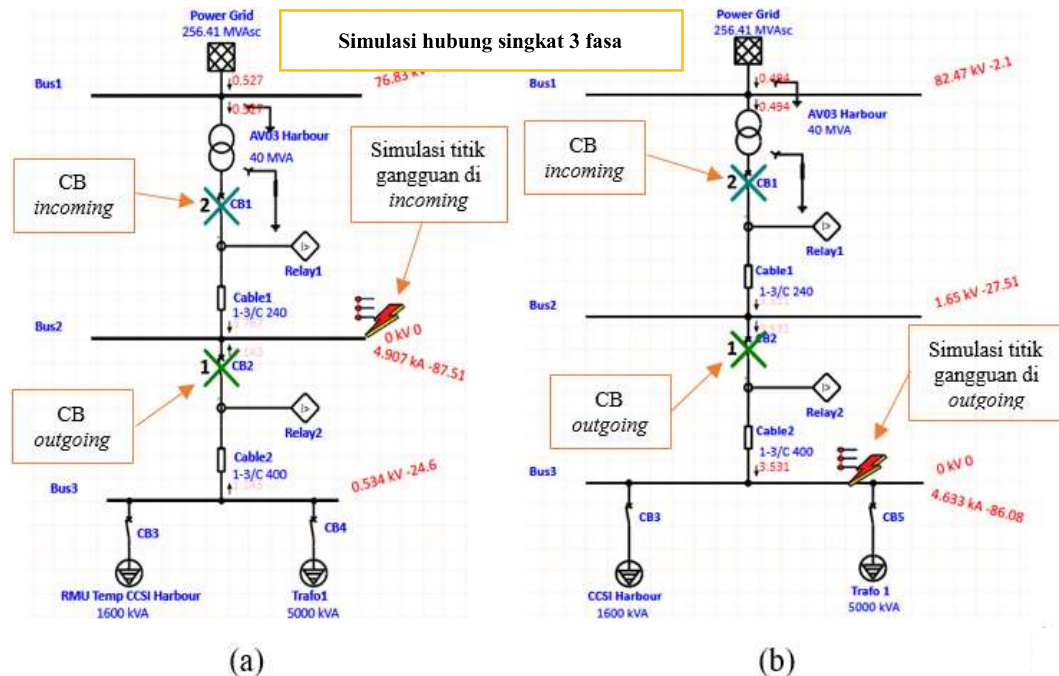 Simulasi hubung singkat 3 fasa
Power Grid
256.41 MVAsc
0.527
76.83 kV
Bus1
0.527
AV03 Harbour
40 MVA
CB
incoming
2
CB1
Simulasi titik
gangguan di
incoming
Relay1
Cable1
1-3/C 240
Bus2
0 kV 0
4.907 kA -87.51
1
CB2
CB
outgoing
Relay2
Cable2
1-3/C 400
Bus3
0.534 kV -24.6
CB3
CB4
RMU Temp CCSI Harbour
1600 kVA
Trafo1
5000 kVA
(a)
Power Grid
256.41 MVAsc
0.494
82.47 kV -2.1
Bus1
0.494
AV03 Harbour
40 MVA
CB
incoming
2
CB1
Relay1
Cable1
1-3/C 240
Bus2
1.65 kV -27.51
1
CB2
CB
outgoing
Simulasi titik
gangguan di
outgoing
Relay2
Cable2
1-3/C 400
3.531
Bus3
0 kV 0
4.633 kA -86.08
CB3
CB5
CCSI Harbour
1600 kVA
Trafo 1
5000 kVA
(b)